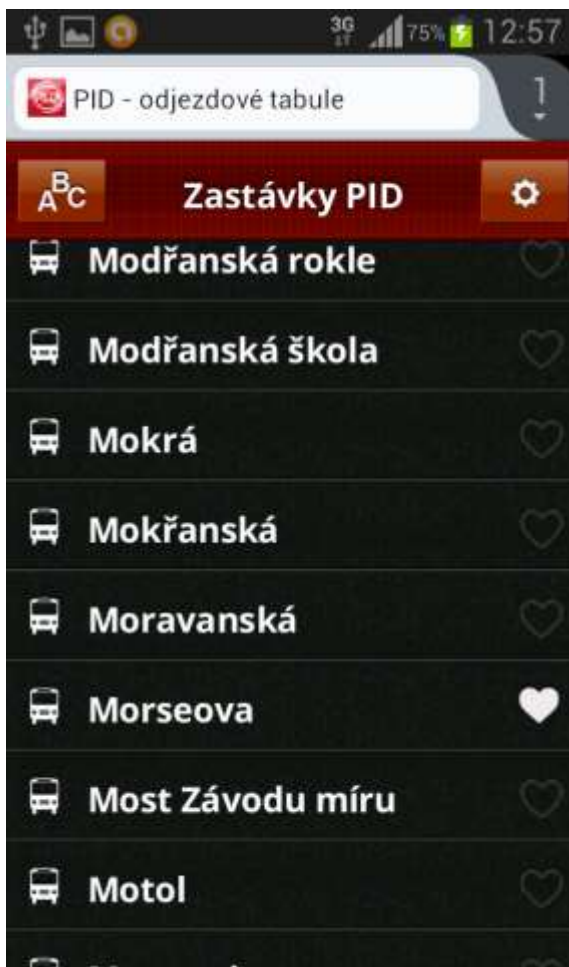 3G
75%
12:57
PID - odjezdové tabule
1
ABC
Zastávky PID
Modřanská rokle
Modřanská škola
Mokrá
Mokřanská
Moravanská
Morseova
Most Závodu míru
Motol